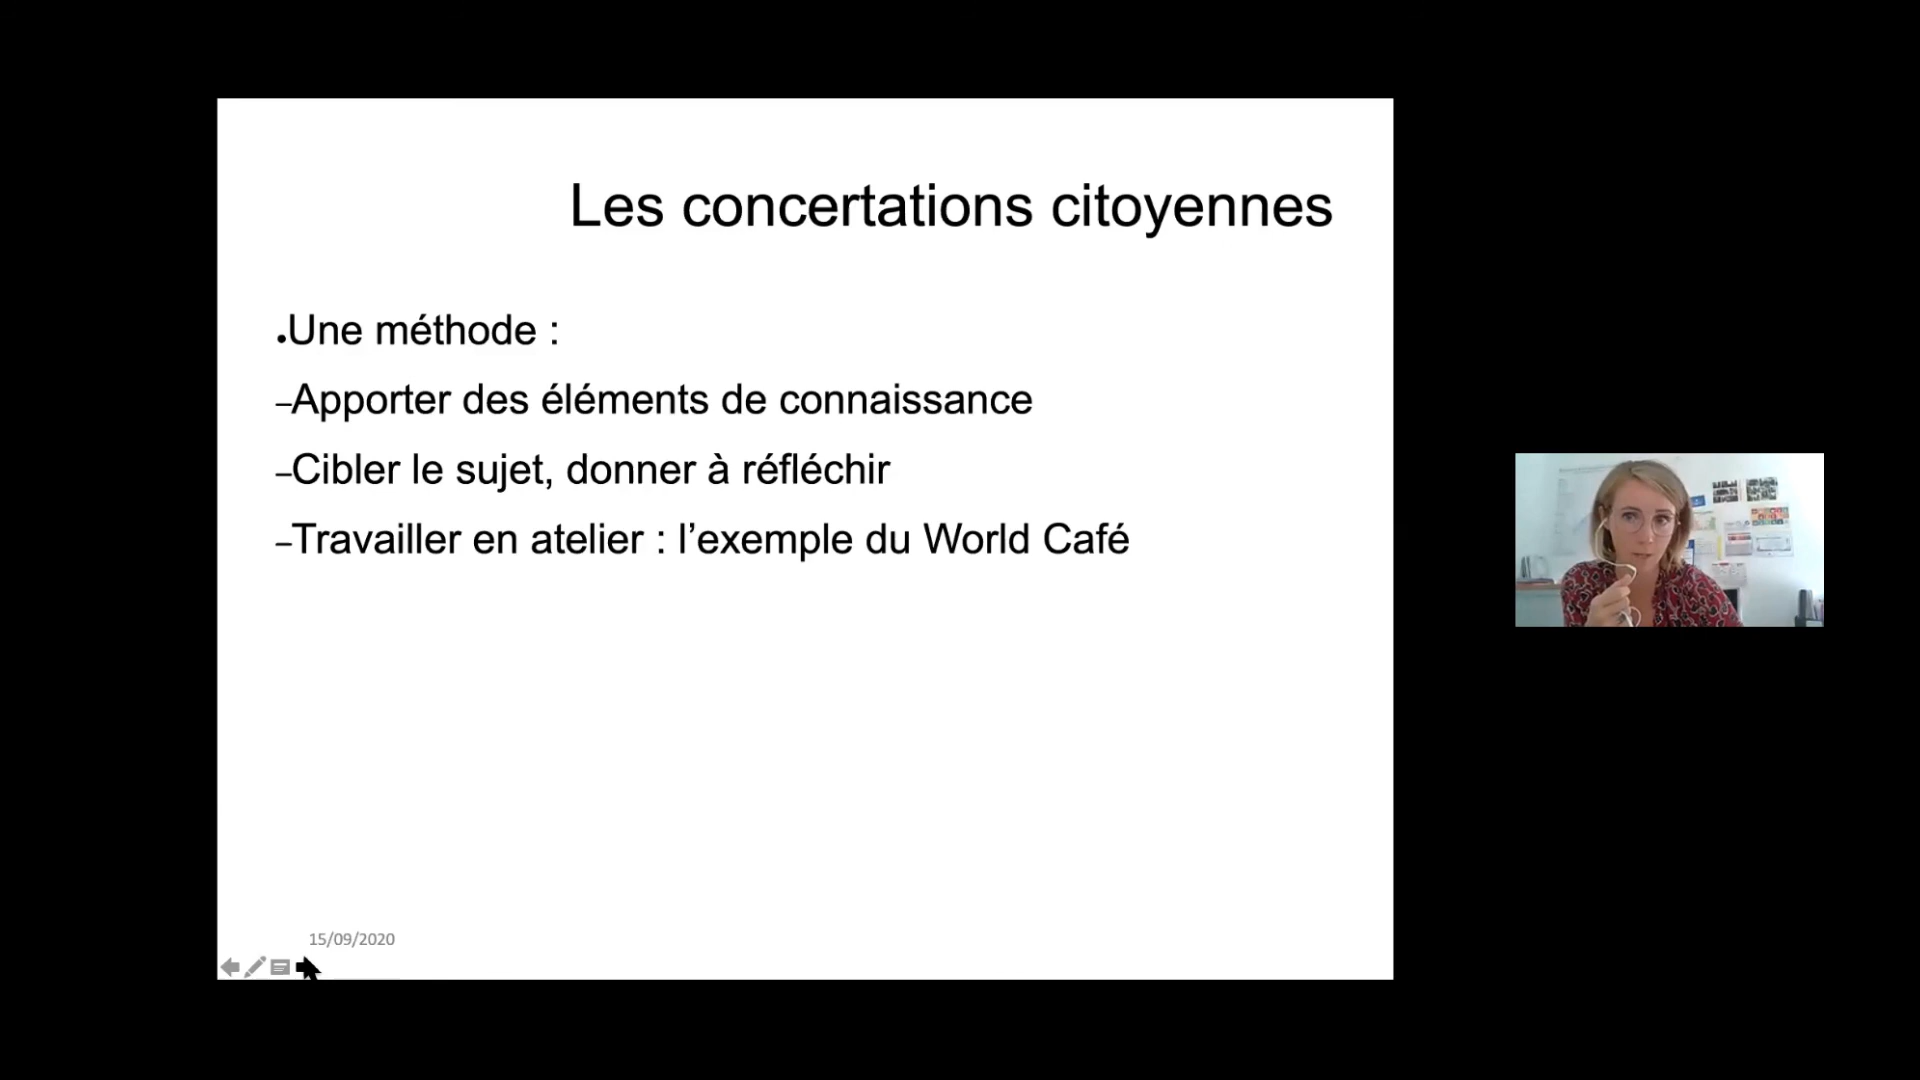 Les concertations citoyennes
•Une méthode :
–Apporter des éléments de connaissance
–Cibler le sujet, donner à réfléchir
–Travailler en atelier : l’exemple du World Café
15/09/2020